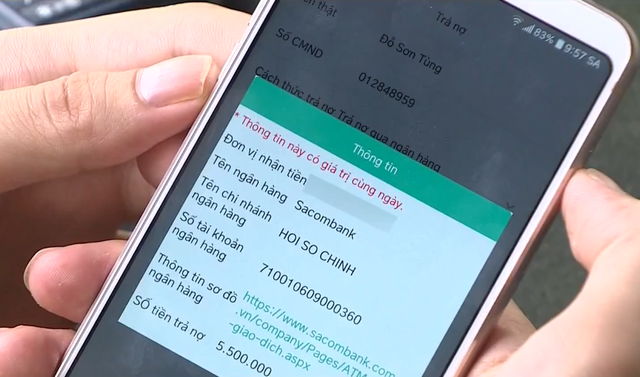 83% 9:57 SA
Trả nợ
thật
Đỗ Sơn Tùng
Số CMND
012848959
Cách thức trả nợ Trả nợ qua ngân hàng
Thông tin
* Thông tin này có giá trị cùng ngày.
Đơn vị nhận tiền
Tên ngân hàng Sacombank
Tên chi nhánh
ngân hàng
HOI SO CHINH
Số tài khoản
ngân hàng
710010609000360
Thông tin sơ đồ
ngân hàng
https://www.sacombank.com
.vn/company/Pages/ATM
-giao-dich.aspx
Số tiền trả nợ 5.500.000